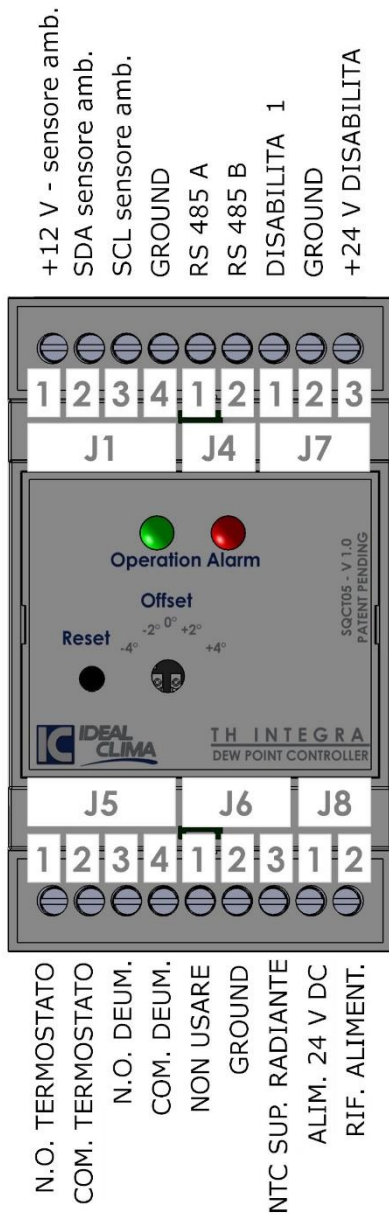 +12 V - sensore amb.
SDA sensore amb.
SCL sensore amb.
GROUND
RS 485 A
RS 485 B
DISABILITA 1
GROUND
+24 V DISABILITA
1 2 3 4 1 2 1 2 3
J1 J4 J7
Operation Alarm
Offset
-4° -2° 0° +2° +4°
Reset
SQCT05 - V 1.0
PATENT PENDING
IC IDEAL
CLIMA
TH INTEGRA
DEW POINT CONTROLLER
J5 J6 J8
1 2 3 4 1 2 3 1 2
N.O. TERMOSTATO
COM. TERMOSTATO
N.O. DEUM.
COM. DEUM.
NON USARE
GROUND
NTC SUP. RADIANTE
ALIM. 24 V DC
RIF. ALIMENT.